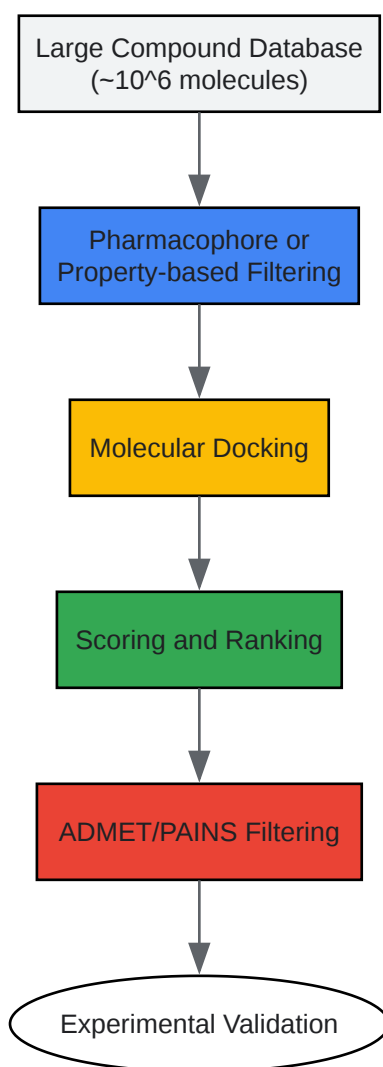 Large Compound Database
(~10^6 molecules)
Pharmacophore or
Property-based Filtering
Molecular Docking
Scoring and Ranking
ADMET/PAINS Filtering
Experimental Validation